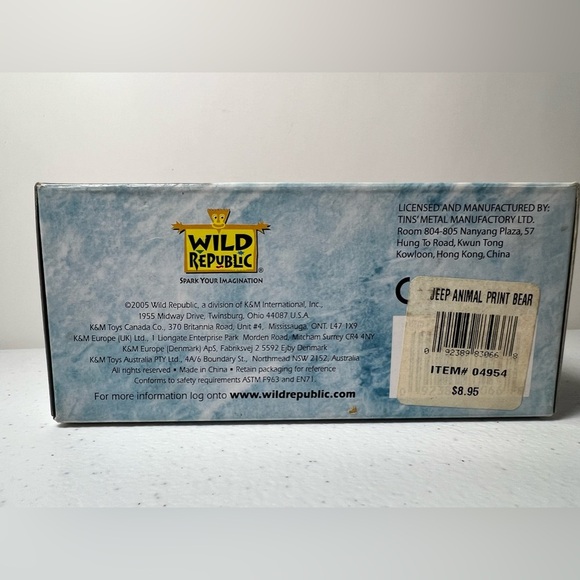 WILD
REPUBLIC®
SPARK YOUR IMAGINATION
©2005 Wild Republic, a division of K&M International, Inc.,
1955 Midway Drive, Twinsburg, Ohio 44087 U.S.A.
K&M Toys Canada Co., 370 Britannia Road, Unit #4, Mississauga, ONT. L47 1X9
K&M Europe (UK) Ltd., 1 Liongate Enterprise Park Morden Road, Mitcham Surrey CR4 4NY
K&M Europe (Denmark) ApS, Fabriksvej 2 5592 Ejby Denmark
K&M Toys Australia PTY Ltd., 4A/6 Boundary St., Northmead NSW 2152, Australia
All rights reserved. • Made in China • Retain packaging for reference
Conforms to safety requirements ASTM F963 and EN71.
For more information log onto www.wildrepublic.com
LICENSED AND MANUFACTURED BY:
TINS' METAL MANUFACTORY LTD.
Room 804-805 Nanyang Plaza, 57
Hung To Road, Kwun Tong
Kowloon, Hong Kong, China
JEEP ANIMAL PRINT BEAR
0 92389 83066 8
ITEM# 04954
$8.95